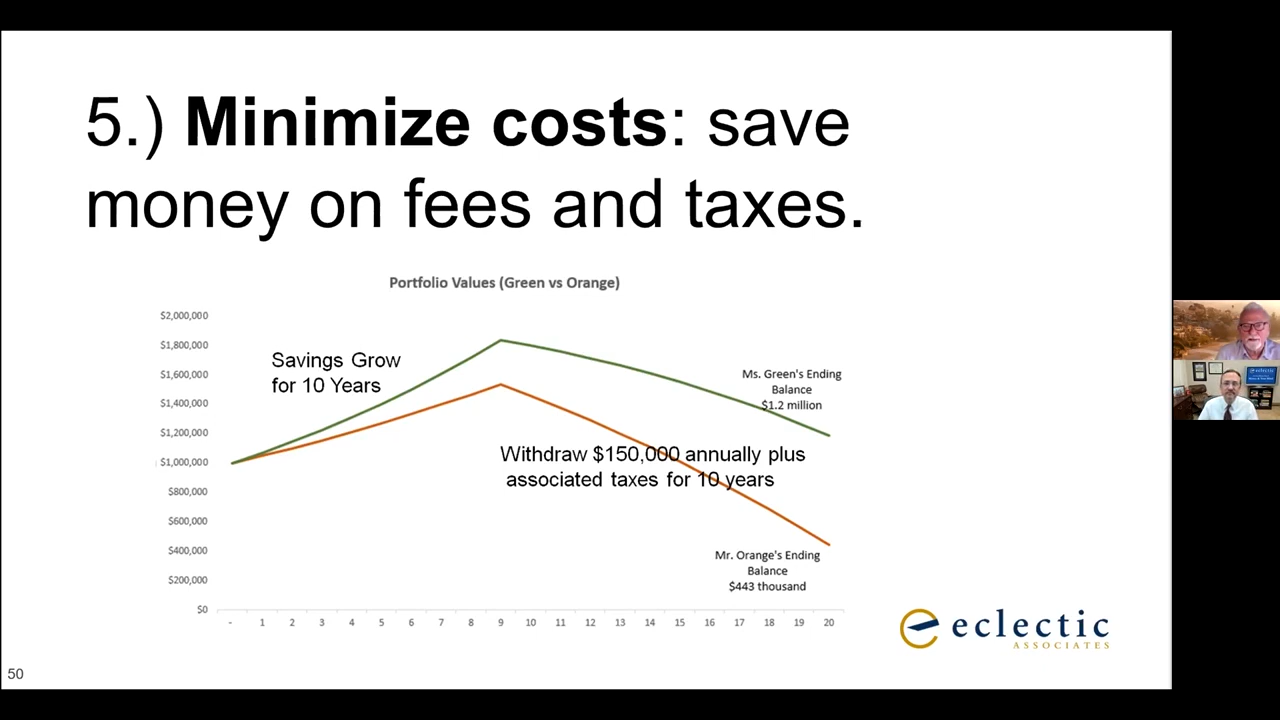 5.) Minimize costs: save
money on fees and taxes.
Portfolio Values (Green vs Orange)
$2,000,000
$1,800,000
$1,600,000
$1,400,000
$1,200,000
$1,000,000
$800,000
$600,000
$400,000
$200,000
$0
Savings Grow
for 10 Years
Ms. Green's Ending
Balance
$1.2 million
Withdraw $150,000 annually plus
associated taxes for 10 years
Mr. Orange's Ending
Balance
$443 thousand
- 1 2 3 4 5 6 7 8 9 10 11 12 13 14 15 16 17 18 19 20
eclectic
ASSOCIATES
50